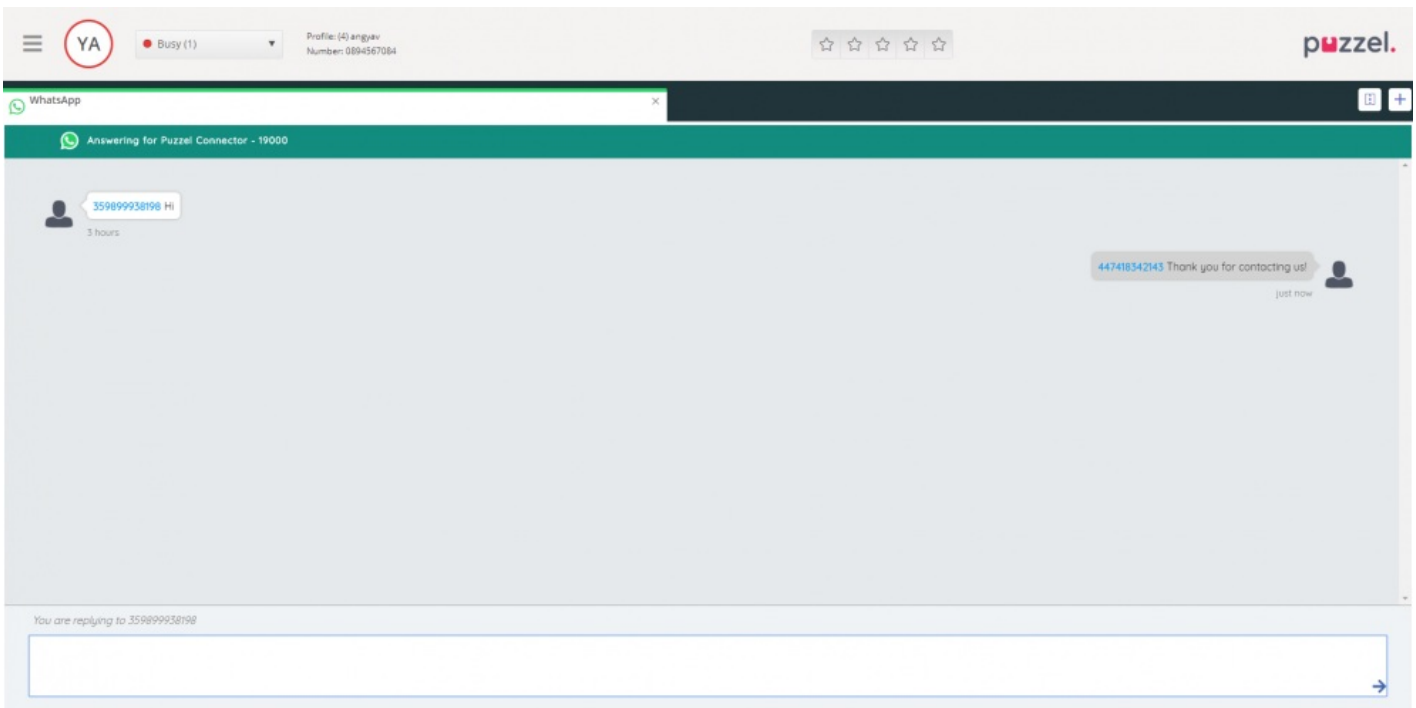 YA
Busy (1)
Profile: (4) angyav
Number: 0894567084
puzzel.
WhatsApp
Answering for Puzzel Connector - 19000
359899938198 Hi
3 hours
447418342143 Thank you for contacting us!
just now
You are replying to 359899938198